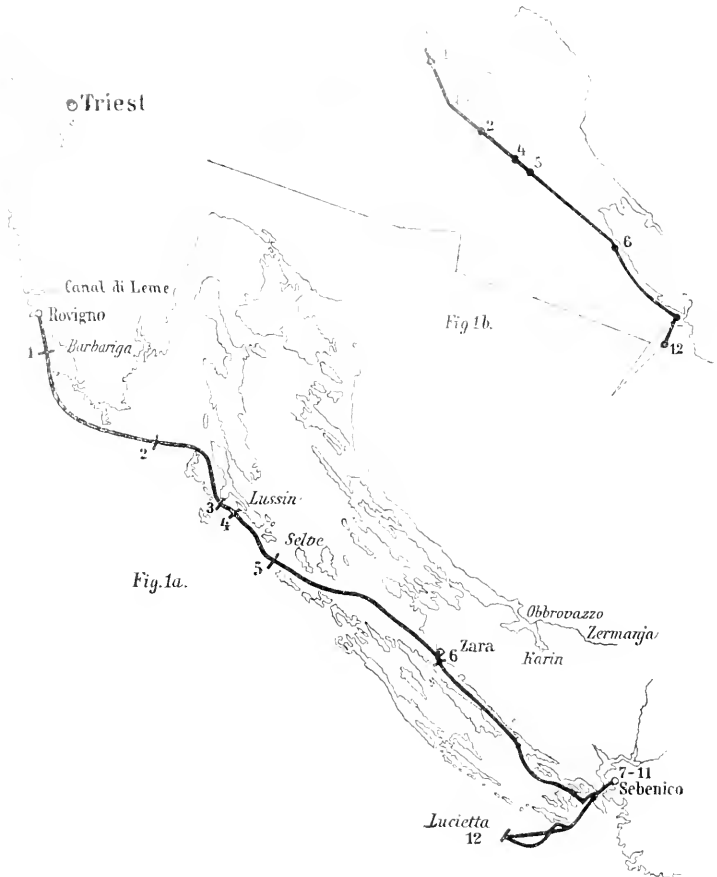 1
Triest
2
4
5
6
Canal di Leme
Rovigno
Fig 1b.
1
Barbariga
12
2
Lussin
3
4
Selve
5
Fig. 1a.
Obbrovazzo
Zermanja
Zara
6
Karin
7-11
Sebenico
Lucietta
12